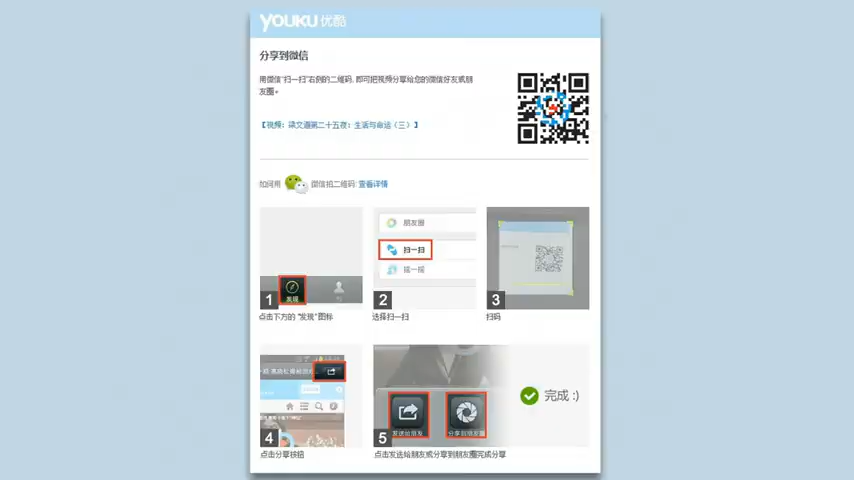 YOUKU 优酷
分享到微信
用微信"扫一扫"右侧的二维码, 即可把视频分享给您的微信好友或朋
友圈。
【视频：梁文道第二十五夜：生活与命运（三）】
如何用 微信拍二维码: 查看详情
朋友圈
扫一扫
摇一摇
发现
1
2
3
点击下方的 "发现"图标
选择扫一扫
扫码
发送给朋友
分享到朋友圈
完成 :)
4
5
点击分享按钮
点击发送给朋友或分享到朋友圈完成分享